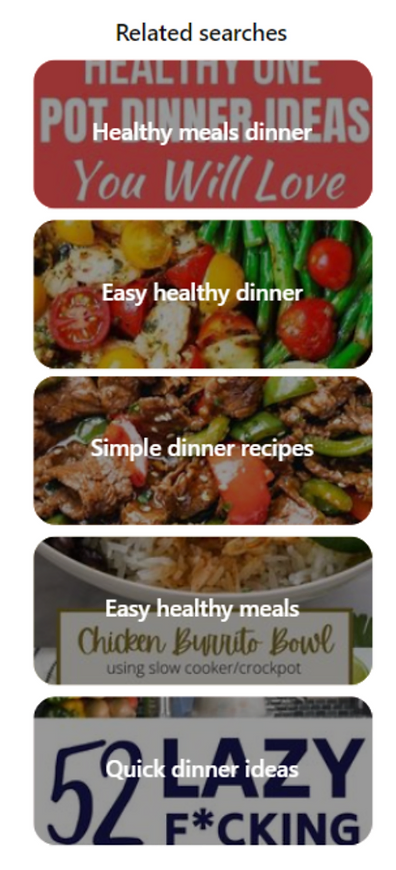 Related searches
HEALTHY ONE
POT DINNER IDEAS
Healthy meals dinner
You Will Love
Easy healthy dinner
Simple dinner recipes
Easy healthy meals
Chicken Burrito Bowl
using slow cooker/crockpot
52 LAZY
Quick dinner ideas
F*CKING